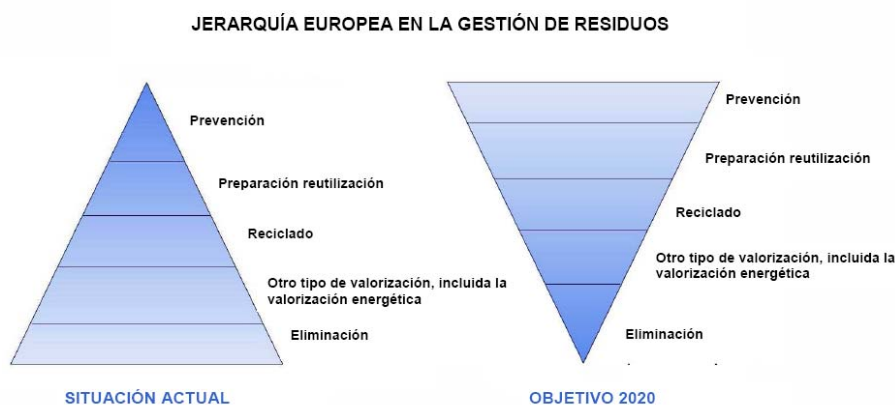 JERARQUÍA EUROPEA EN LA GESTIÓN DE RESIDUOS
Prevención
Preparación reutilización
Reciclado
Otro tipo de valorización, incluida la
valorización energética
Eliminación
SITUACIÓN ACTUAL
Prevención
Preparación reutilización
Reciclado
Otro tipo de valorización, incluida la
valorización energética
Eliminación
OBJETIVO 2020